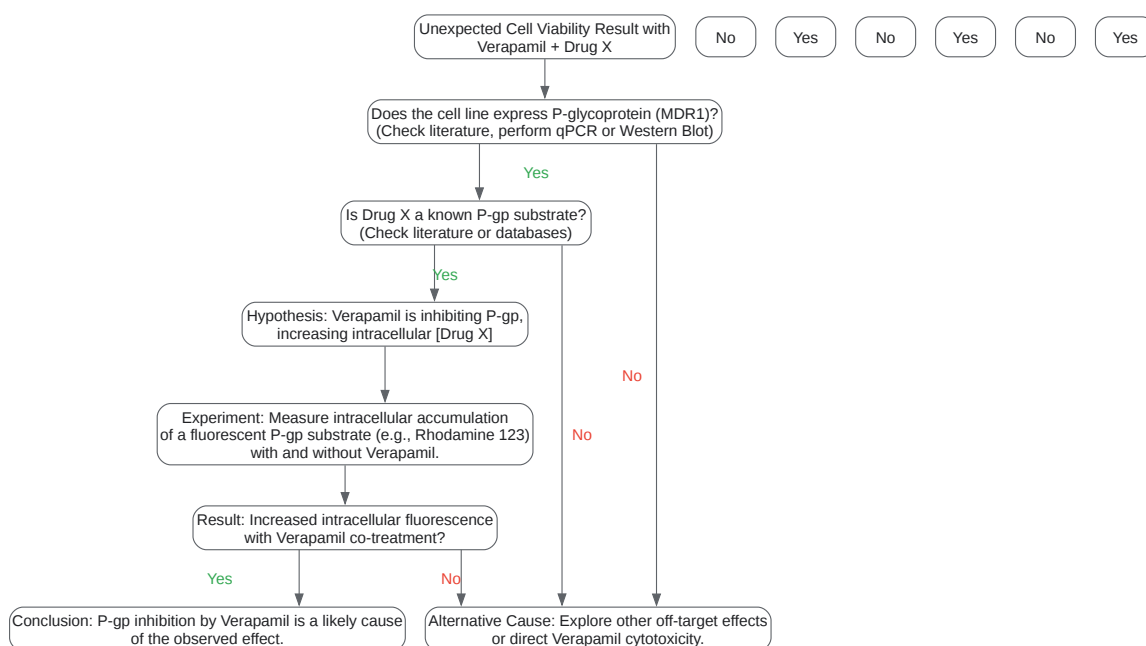 Unexpected Cell Viability Result with
Verapamil + Drug X
No
Yes
No
Yes
No
Yes
Does the cell line express P-glycoprotein (MDR1)?
(Check literature, perform qPCR or Western Blot)
Yes
Is Drug X a known P-gp substrate?
(Check literature or databases)
Yes
Hypothesis: Verapamil is inhibiting P-gp,
increasing intracellular [Drug X]
No
Experiment: Measure intracellular accumulation
of a fluorescent P-gp substrate (e.g., Rhodamine 123)
with and without Verapamil.
No
Result: Increased intracellular fluorescence
with Verapamil co-treatment?
Yes
No
Conclusion: P-gp inhibition by Verapamil is a likely cause
of the observed effect.
Alternative Cause: Explore other off-target effects
or direct Verapamil cytotoxicity.